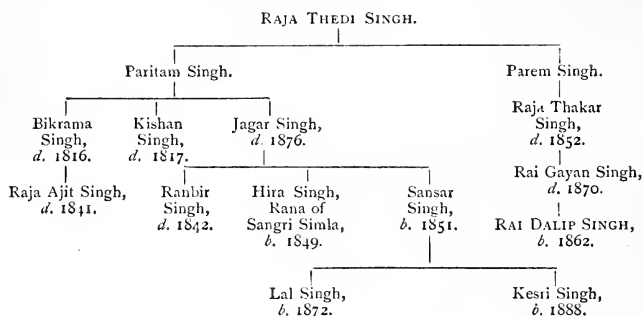 RAJA THEDI SINGH.
Paritam Singh. Parem Singh.
Bikrama Singh, d. 1816.
Kishan Singh, d. 1817.
Jagar Singh, d. 1876.
Raja Thakar Singh, d. 1852.
Raja Ajit Singh, d. 1841.
Ranbir Singh, d. 1842.
Hira Singh, Rana of Sangri Simla, b. 1849.
Sansar Singh, b. 1851.
Rai Gayan Singh, d. 1870.
RAI DALIP SINGH, b. 1862.
Lal Singh, b. 1872.
Kesri Singh, b. 1888.